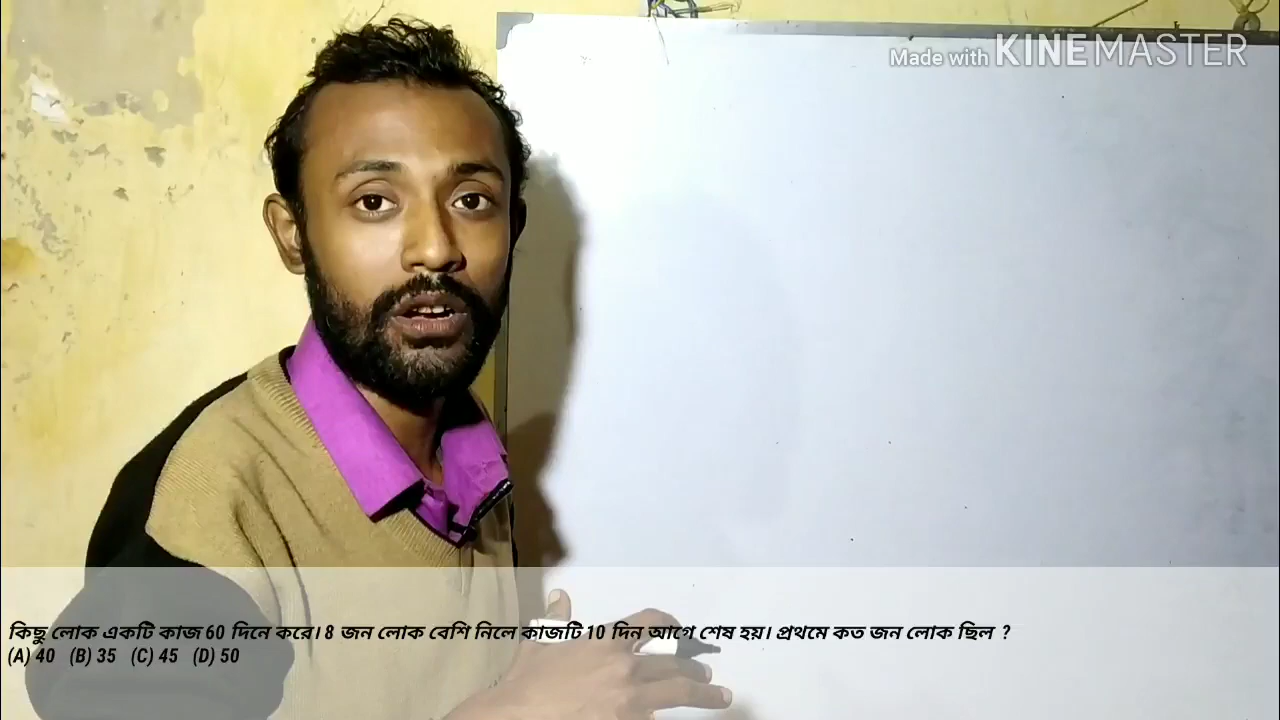 Made with KINEMASTER
কিছু লোক একটি কাজ 60 দিনে করে। 8 জন লোক বেশি নিলে কাজটি 10 দিন আগে শেষ হয়। প্রথমে কত জন লোক ছিল ?
(A) 40 (B) 35 (C) 45 (D) 50